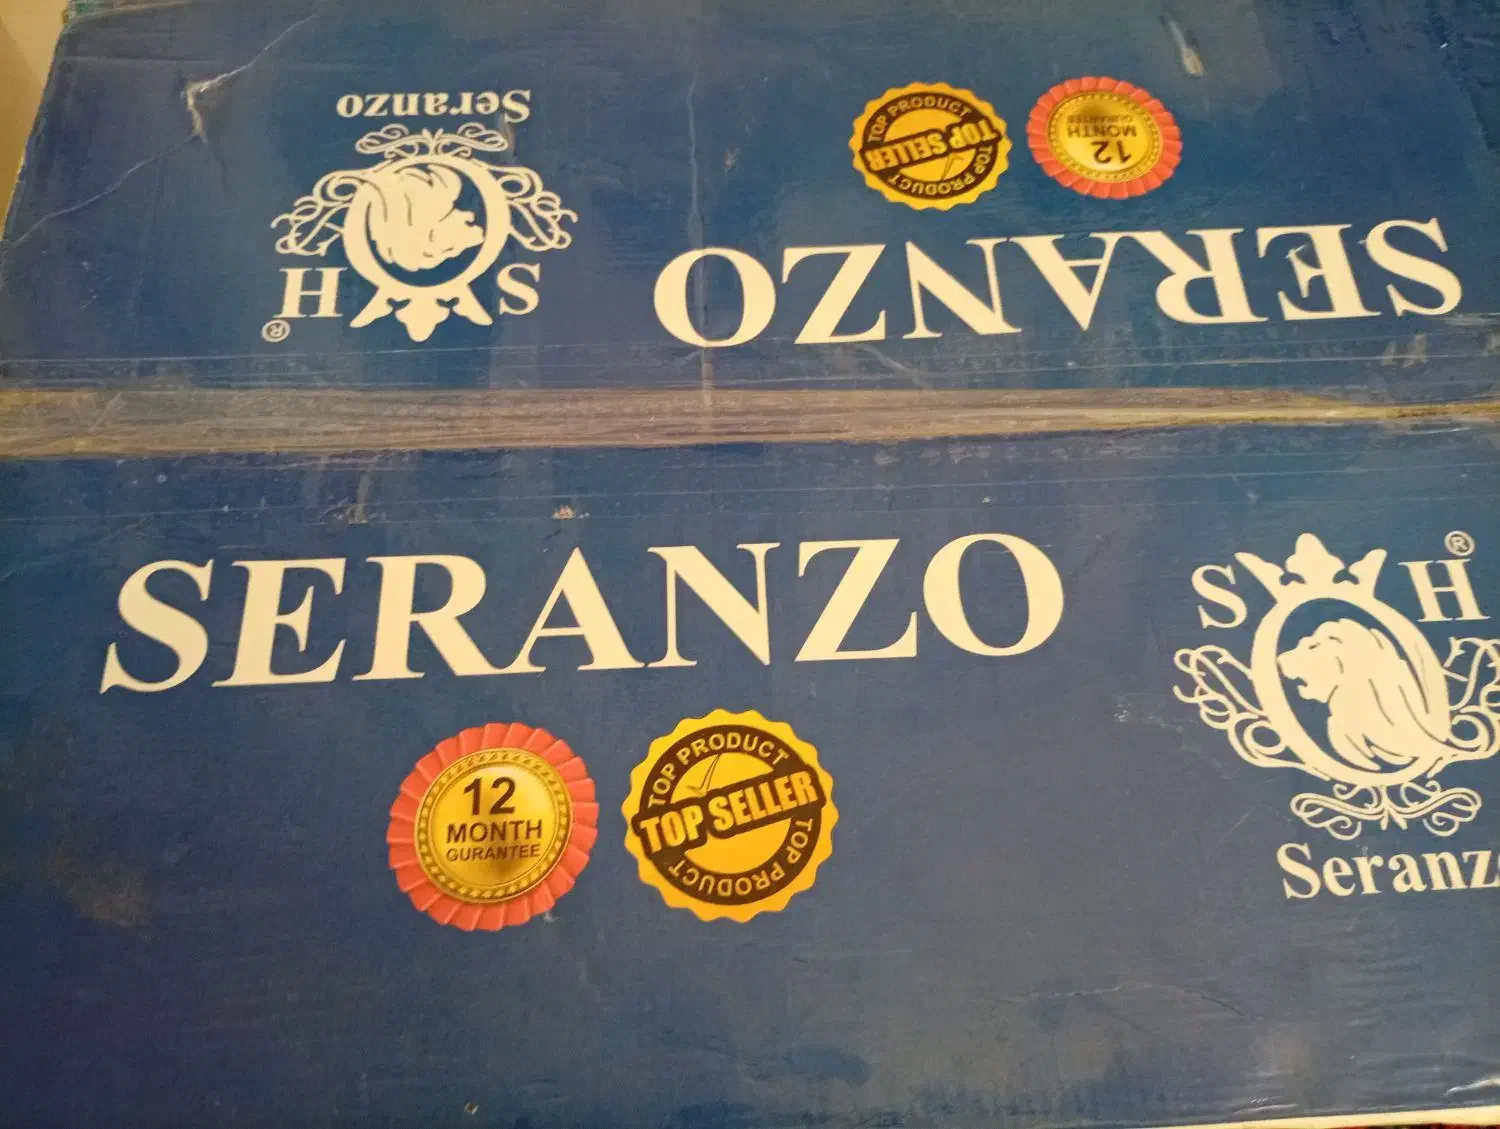 Seranzo
S H
®
TOP PRODUCT
TOP SELLER
TOP PRODUCT
12
MONTH
GURANTEE
SERANZO
SERANZO
12
MONTH
GURANTEE
TOP PRODUCT
TOP SELLER
TOP PRODUCT
S H
®
Seranz